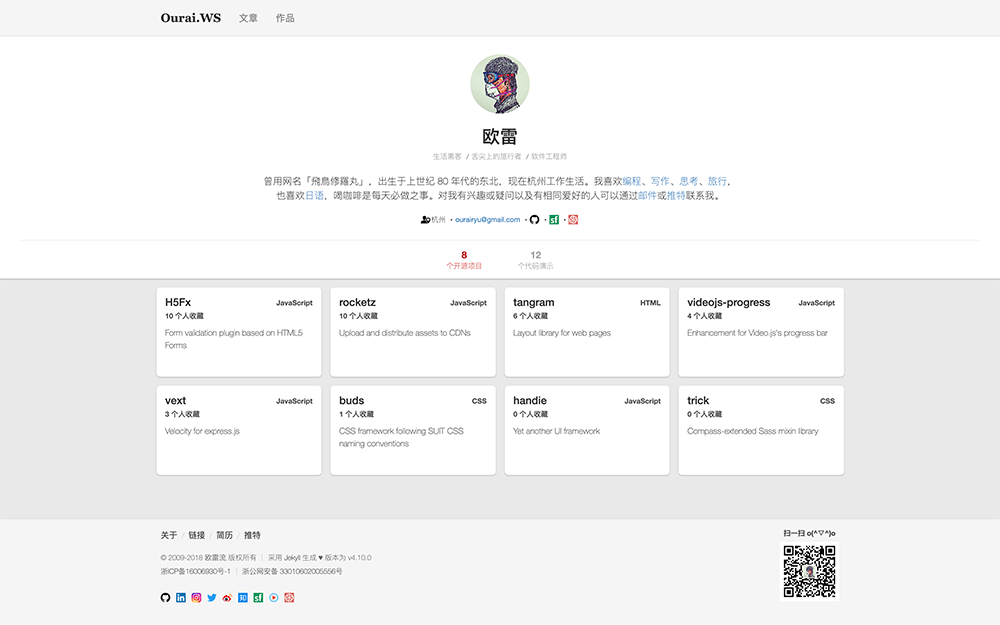 Ourai.WS 文章 作品
欧雷
生活黑客 / 舌尖上的旅行者 / 软件工程师
曾用网名「飛鳥修羅丸」，出生于上世纪 80 年代的东北，现在杭州工作生活。我喜欢编程、写作、思考、旅行，
也喜欢日语，喝咖啡是每天必做之事。对我有兴趣或疑问以及有相同爱好的人可以通过邮件或推特联系我。
杭州 · ourairyu@gmail.com · · sf ·
8 12
个开源项目 个代码演示
H5Fx JavaScript
10 个人收藏
Form validation plugin based on HTML5
Forms
rocketz JavaScript
10 个人收藏
Upload and distribute assets to CDNs
tangram HTML
6 个人收藏
Layout library for web pages
videojs-progress JavaScript
4 个人收藏
Enhancement for Video.js's progress bar
vext JavaScript
3 个人收藏
Velocity for express.js
buds CSS
1 个人收藏
CSS framework following SUIT CSS
naming conventions
handie JavaScript
0 个人收藏
Yet another UI framework
trick CSS
0 个人收藏
Compass-extended Sass mixin library
关于 / 链接 / 简历 / 推特
© 2009-2018 欧雷流 版权所有 | 采用 Jekyll 生成 ♥ 版本为 v4.10.0
浙ICP备16006930号-1 | 浙公网安备 33010602005556号
in 知 sf
扫一扫 o(^▽^)o